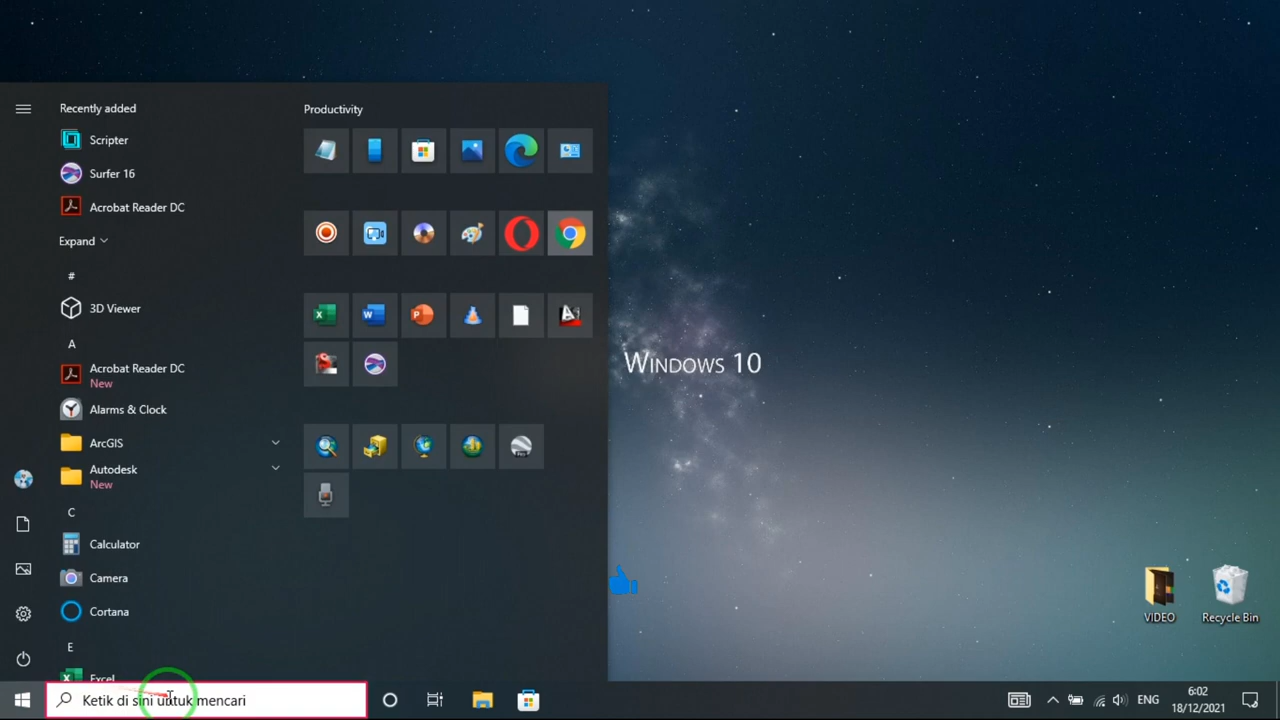 Recently added
Productivity
Scripter
Surfer 16
Acrobat Reader DC
Expand
#
3D Viewer
A
Acrobat Reader DC
New
Alarms & Clock
ArcGIS
Autodesk
New
C
Calculator
Camera
Cortana
E
Excel
WINDOWS 10
VIDEO
Recycle Bin
Ketik di sini untuk mencari
ENG
6:02
18/12/2021